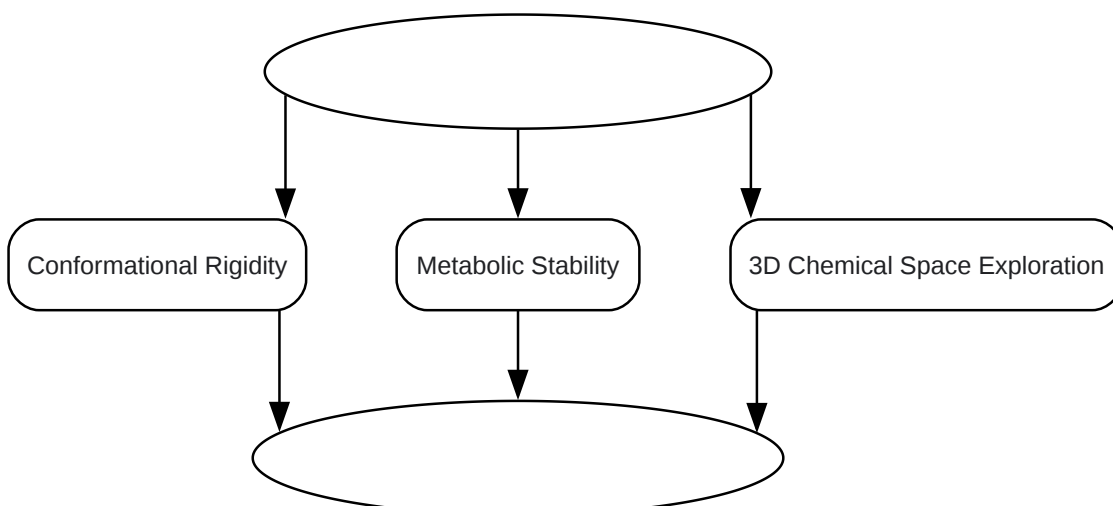 Conformational Rigidity
Metabolic Stability
3D Chemical Space Exploration